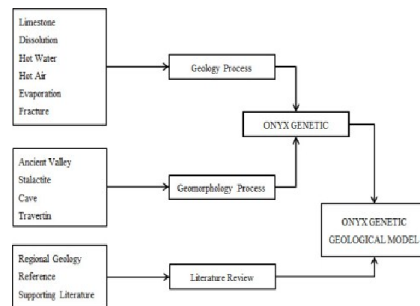 Limestone
Dissolution
Hot Water
Hot Air
Evaporation
Fracture
Geology Process
ONYX GENETIC
Ancient Valley
Stalactite
Cave
Travertin
Geomorphology Process
ONYX GENETIC
GEOLOGICAL MODEL
Regional Geology
Reference
Supporting Literature
Literature Review